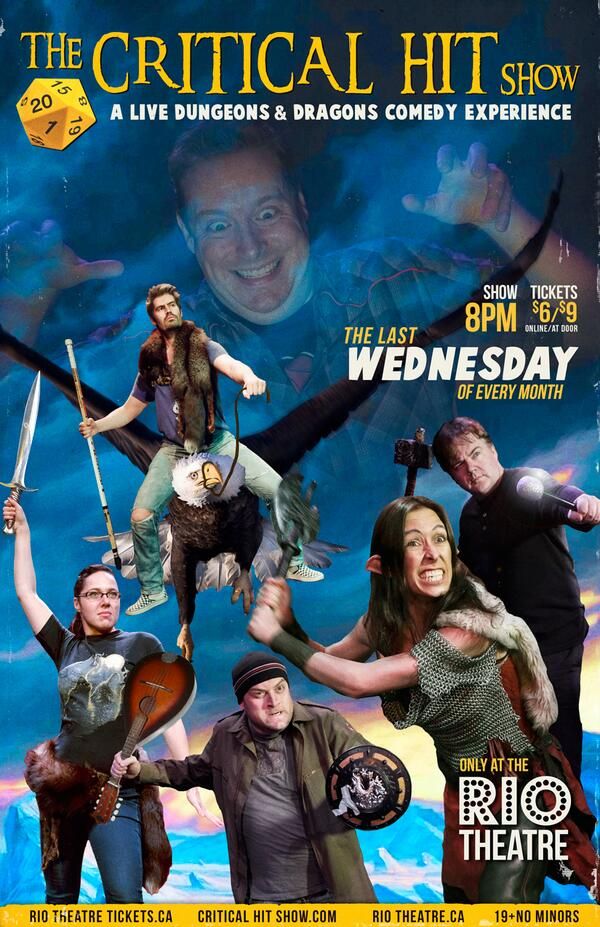 THE CRITICAL HIT SHOW
A LIVE DUNGEONS & DRAGONS COMEDY EXPERIENCE
20
15
8
1
19
SHOW
8PM
TICKETS
$6/$9
ONLINE/AT DOOR
THE LAST
WEDNESDAY
OF EVERY MONTH
ONLY AT THE
RIO
THEATRE
RIO THEATRE TICKETS.CA CRITICAL HIT SHOW.COM RIO THEATRE.CA 19+NO MINORS